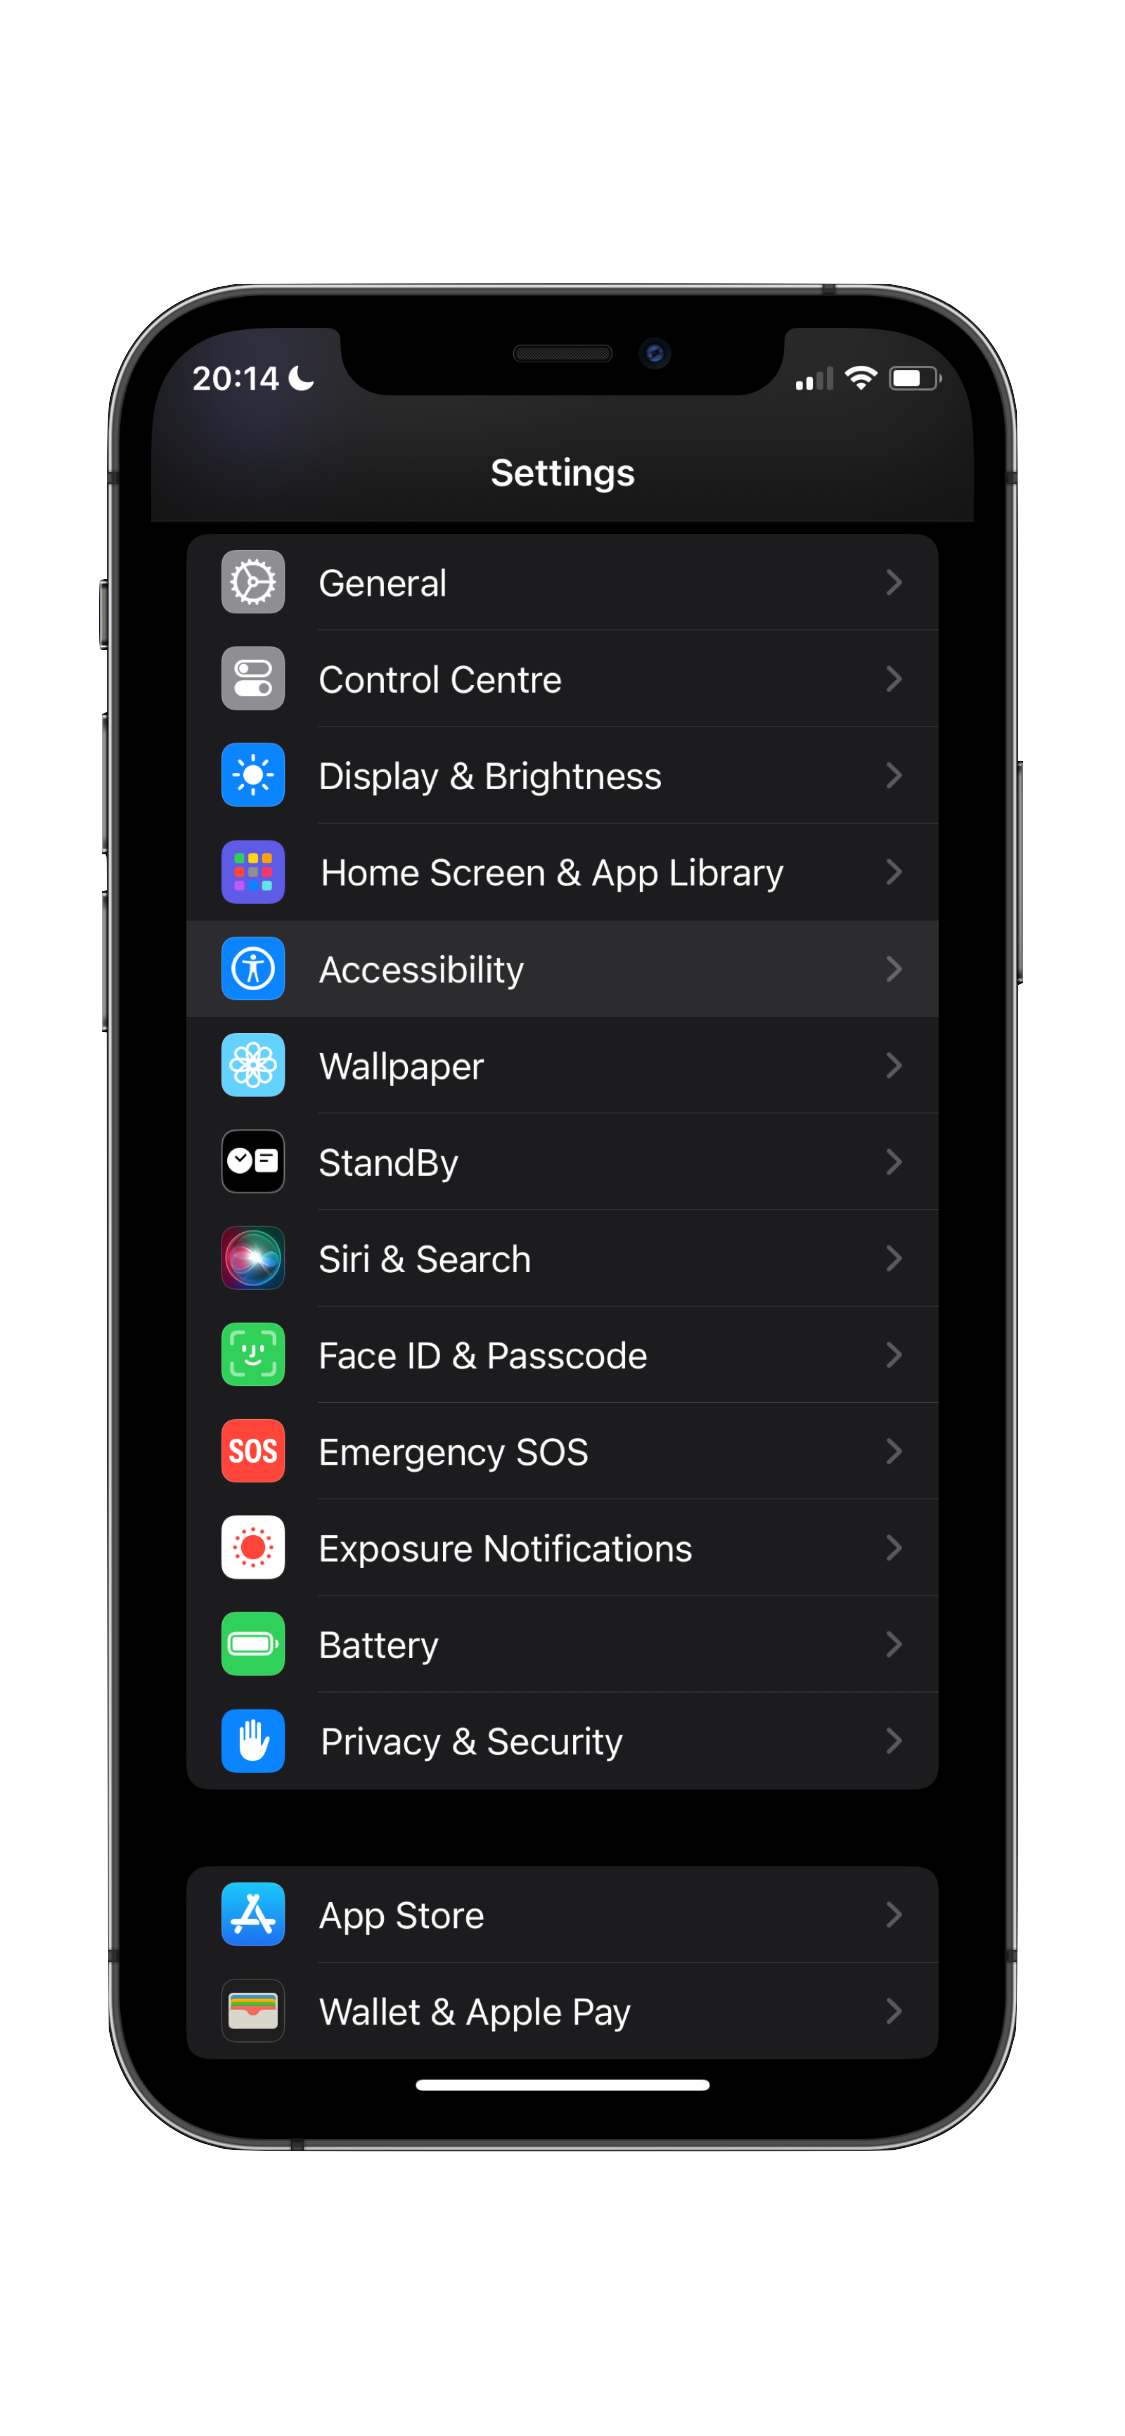 20:14
Settings
General
Control Centre
Display & Brightness
Home Screen & App Library
Accessibility
Wallpaper
StandBy
Siri & Search
Face ID & Passcode
SOS Emergency SOS
Exposure Notifications
Battery
Privacy & Security
App Store
Wallet & Apple Pay